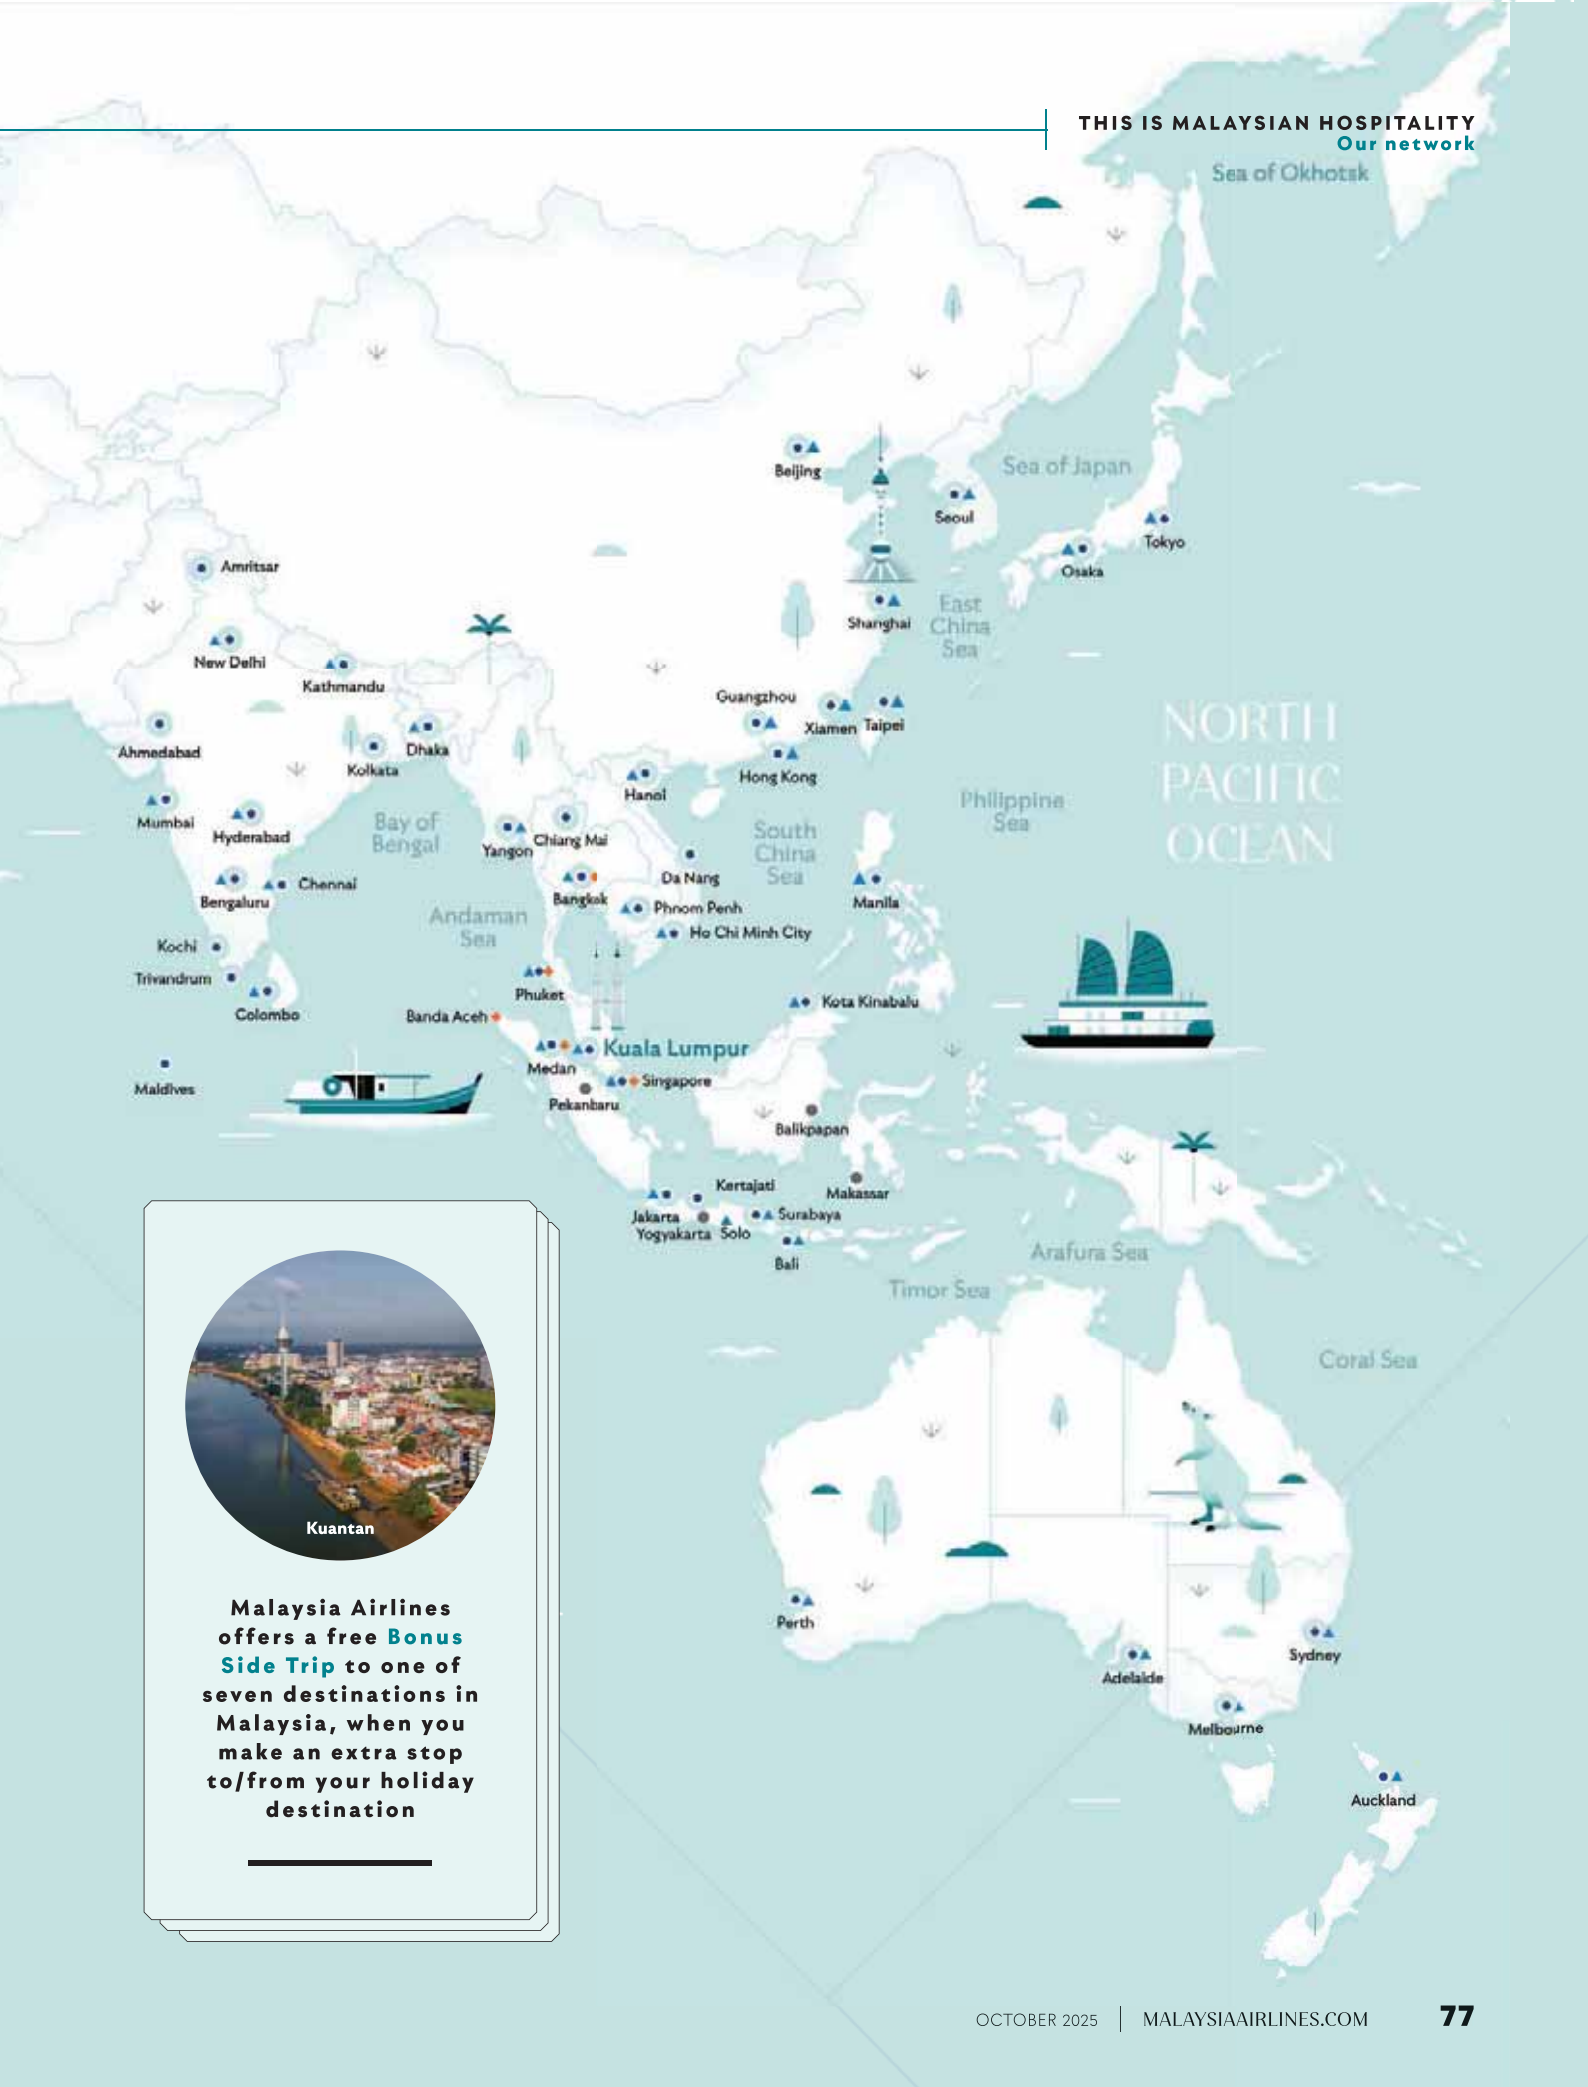 THIS IS MALAYSIAN HOSPITALITY
Our network
Sea of Okhotsk
Beijing
Sea of Japan
Seoul
Tokyo
Osaka
Amritsar
Shanghai
East
China
Sea
New Delhi
Kathmandu
Guangzhou
Xiamen
Taipei
Ahmedabad
Kolkata
Dhaka
Hong Kong
Hanoi
NORTH
PACIFIC
OCEAN
Mumbai
Hyderabad
Bay of
Bengal
Yangon
Chiang Mai
South
China
Sea
Philippine
Sea
Bengaluru
Chennai
Bangkok
Da Nang
Phnom Penh
Manila
Andaman
Sea
Ho Chi Minh City
Kochi
Trivandrum
Phuket
Colombo
Banda Aceh
Kota Kinabalu
Kuala Lumpur
Medan
Singapore
Maldives
Pekanbaru
Balikpapan
Kertajati
Makassar
Jakarta
Surabaya
Yogyakarta
Solo
Bali
Arafura Sea
Timor Sea
Coral Sea
Kuantan
Malaysia Airlines
offers a free Bonus
Side Trip to one of
seven destinations in
Malaysia, when you
make an extra stop
to/from your holiday
destination
Perth
Sydney
Adelaide
Melbourne
Auckland
OCTOBER 2025
MALAYSIAAIRLINES.COM
77